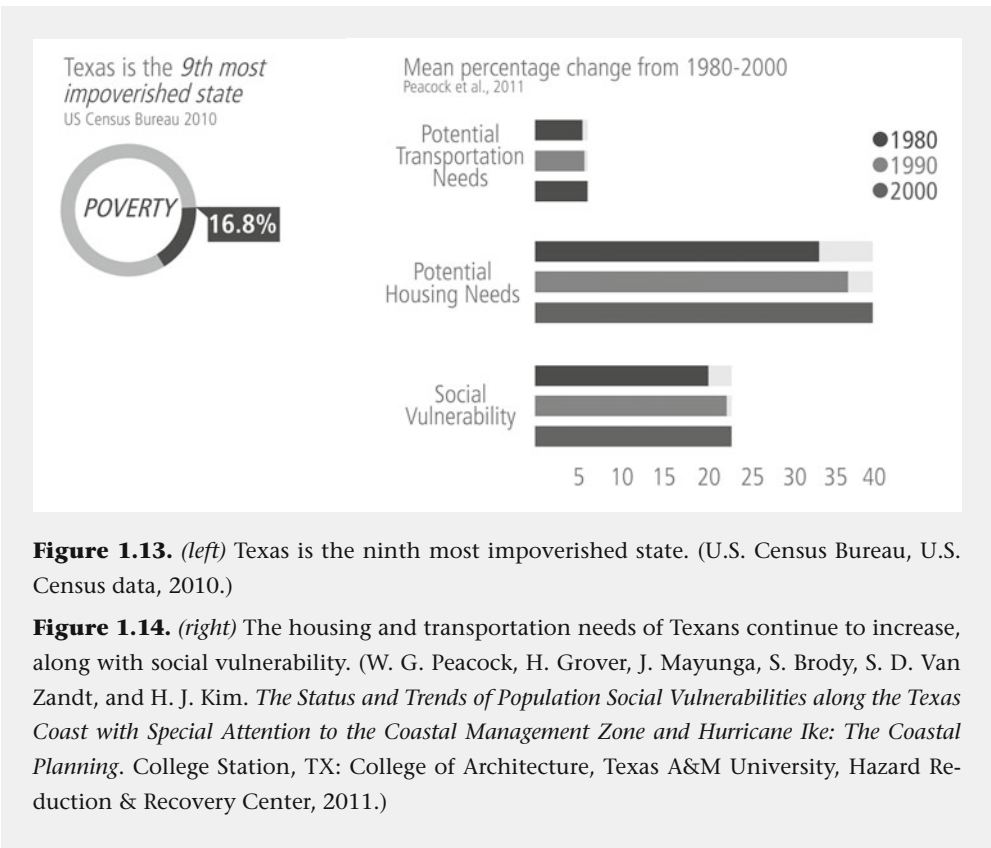 Texas is the 9th most
impoverished state
US Census Bureau 2010
POVERTY
16.8%
Mean percentage change from 1980-2000
Peacock et al., 2011
Potential
Transportation
Needs
Potential
Housing Needs
Social
Vulnerability
1980
1990
2000
5 10 15 20 25 30 35 40
Figure 1.13. (left) Texas is the ninth most impoverished state. (U.S. Census Bureau, U.S.
Census data, 2010.)
Figure 1.14. (right) The housing and transportation needs of Texans continue to increase,
along with social vulnerability. (W. G. Peacock, H. Grover, J. Mayunga, S. Brody, S. D. Van
Zandt, and H. J. Kim. The Status and Trends of Population Social Vulnerabilities along the Texas
Coast with Special Attention to the Coastal Management Zone and Hurricane Ike: The Coastal
Planning. College Station, TX: College of Architecture, Texas A&M University, Hazard Re-
duction & Recovery Center, 2011.)